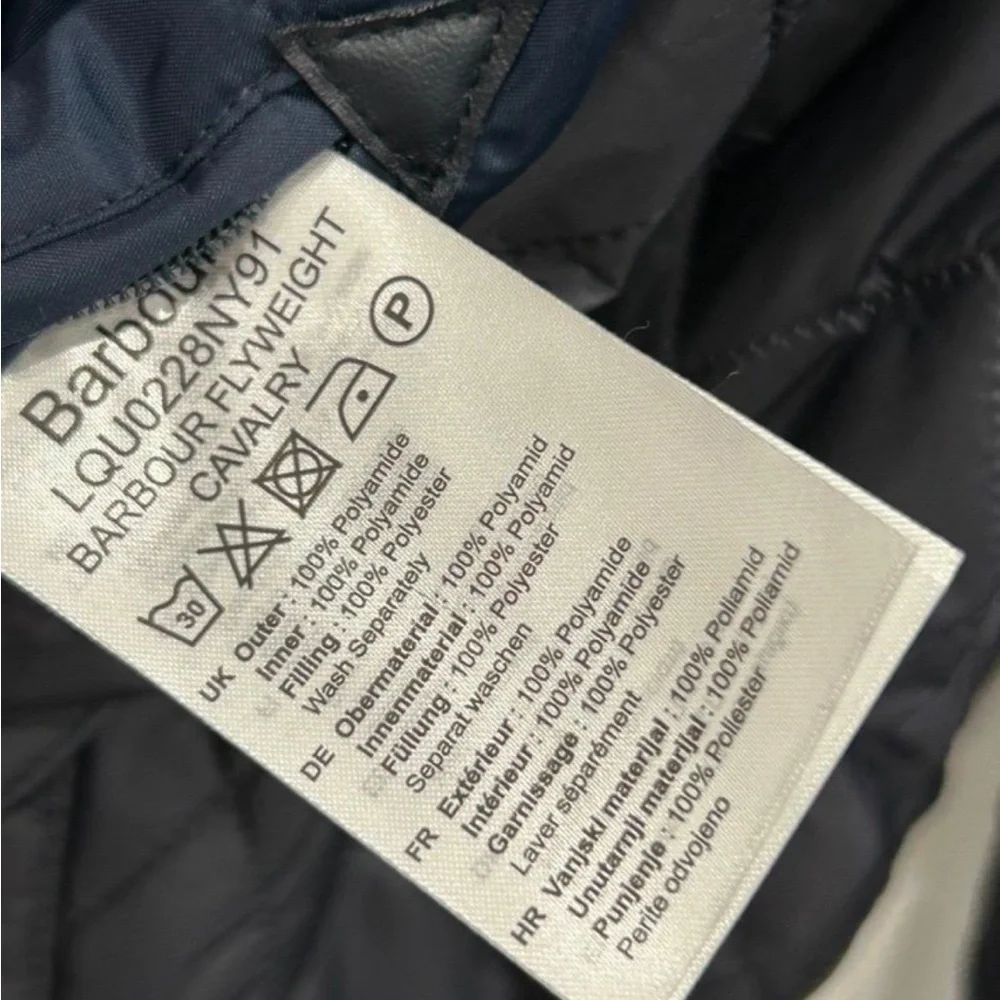 Barbour
LQU0228NY91
BARBOUR FLYWEIGHT
CAVALRY
P
30
UK Outer : 100% Polyamide
Inner : 100% Polyamide
Filling : 100% Polyester
Wash Separately
DE Obermaterial : 100% Polyamid
Innenmaterial : 100% Polyamid
Füllung : 100% Polyester
Separat waschen
FR Extérieur : 100% Polyamide
Intérieur : 100% Polyamide
Garnissage : 100% Polyester
Laver séparément
HR Vanjski materijal : 100% Poliamid
Unutarnji materijal : 100% Poliamid
Punjenje : 100% Poliester
Perite odvojeno